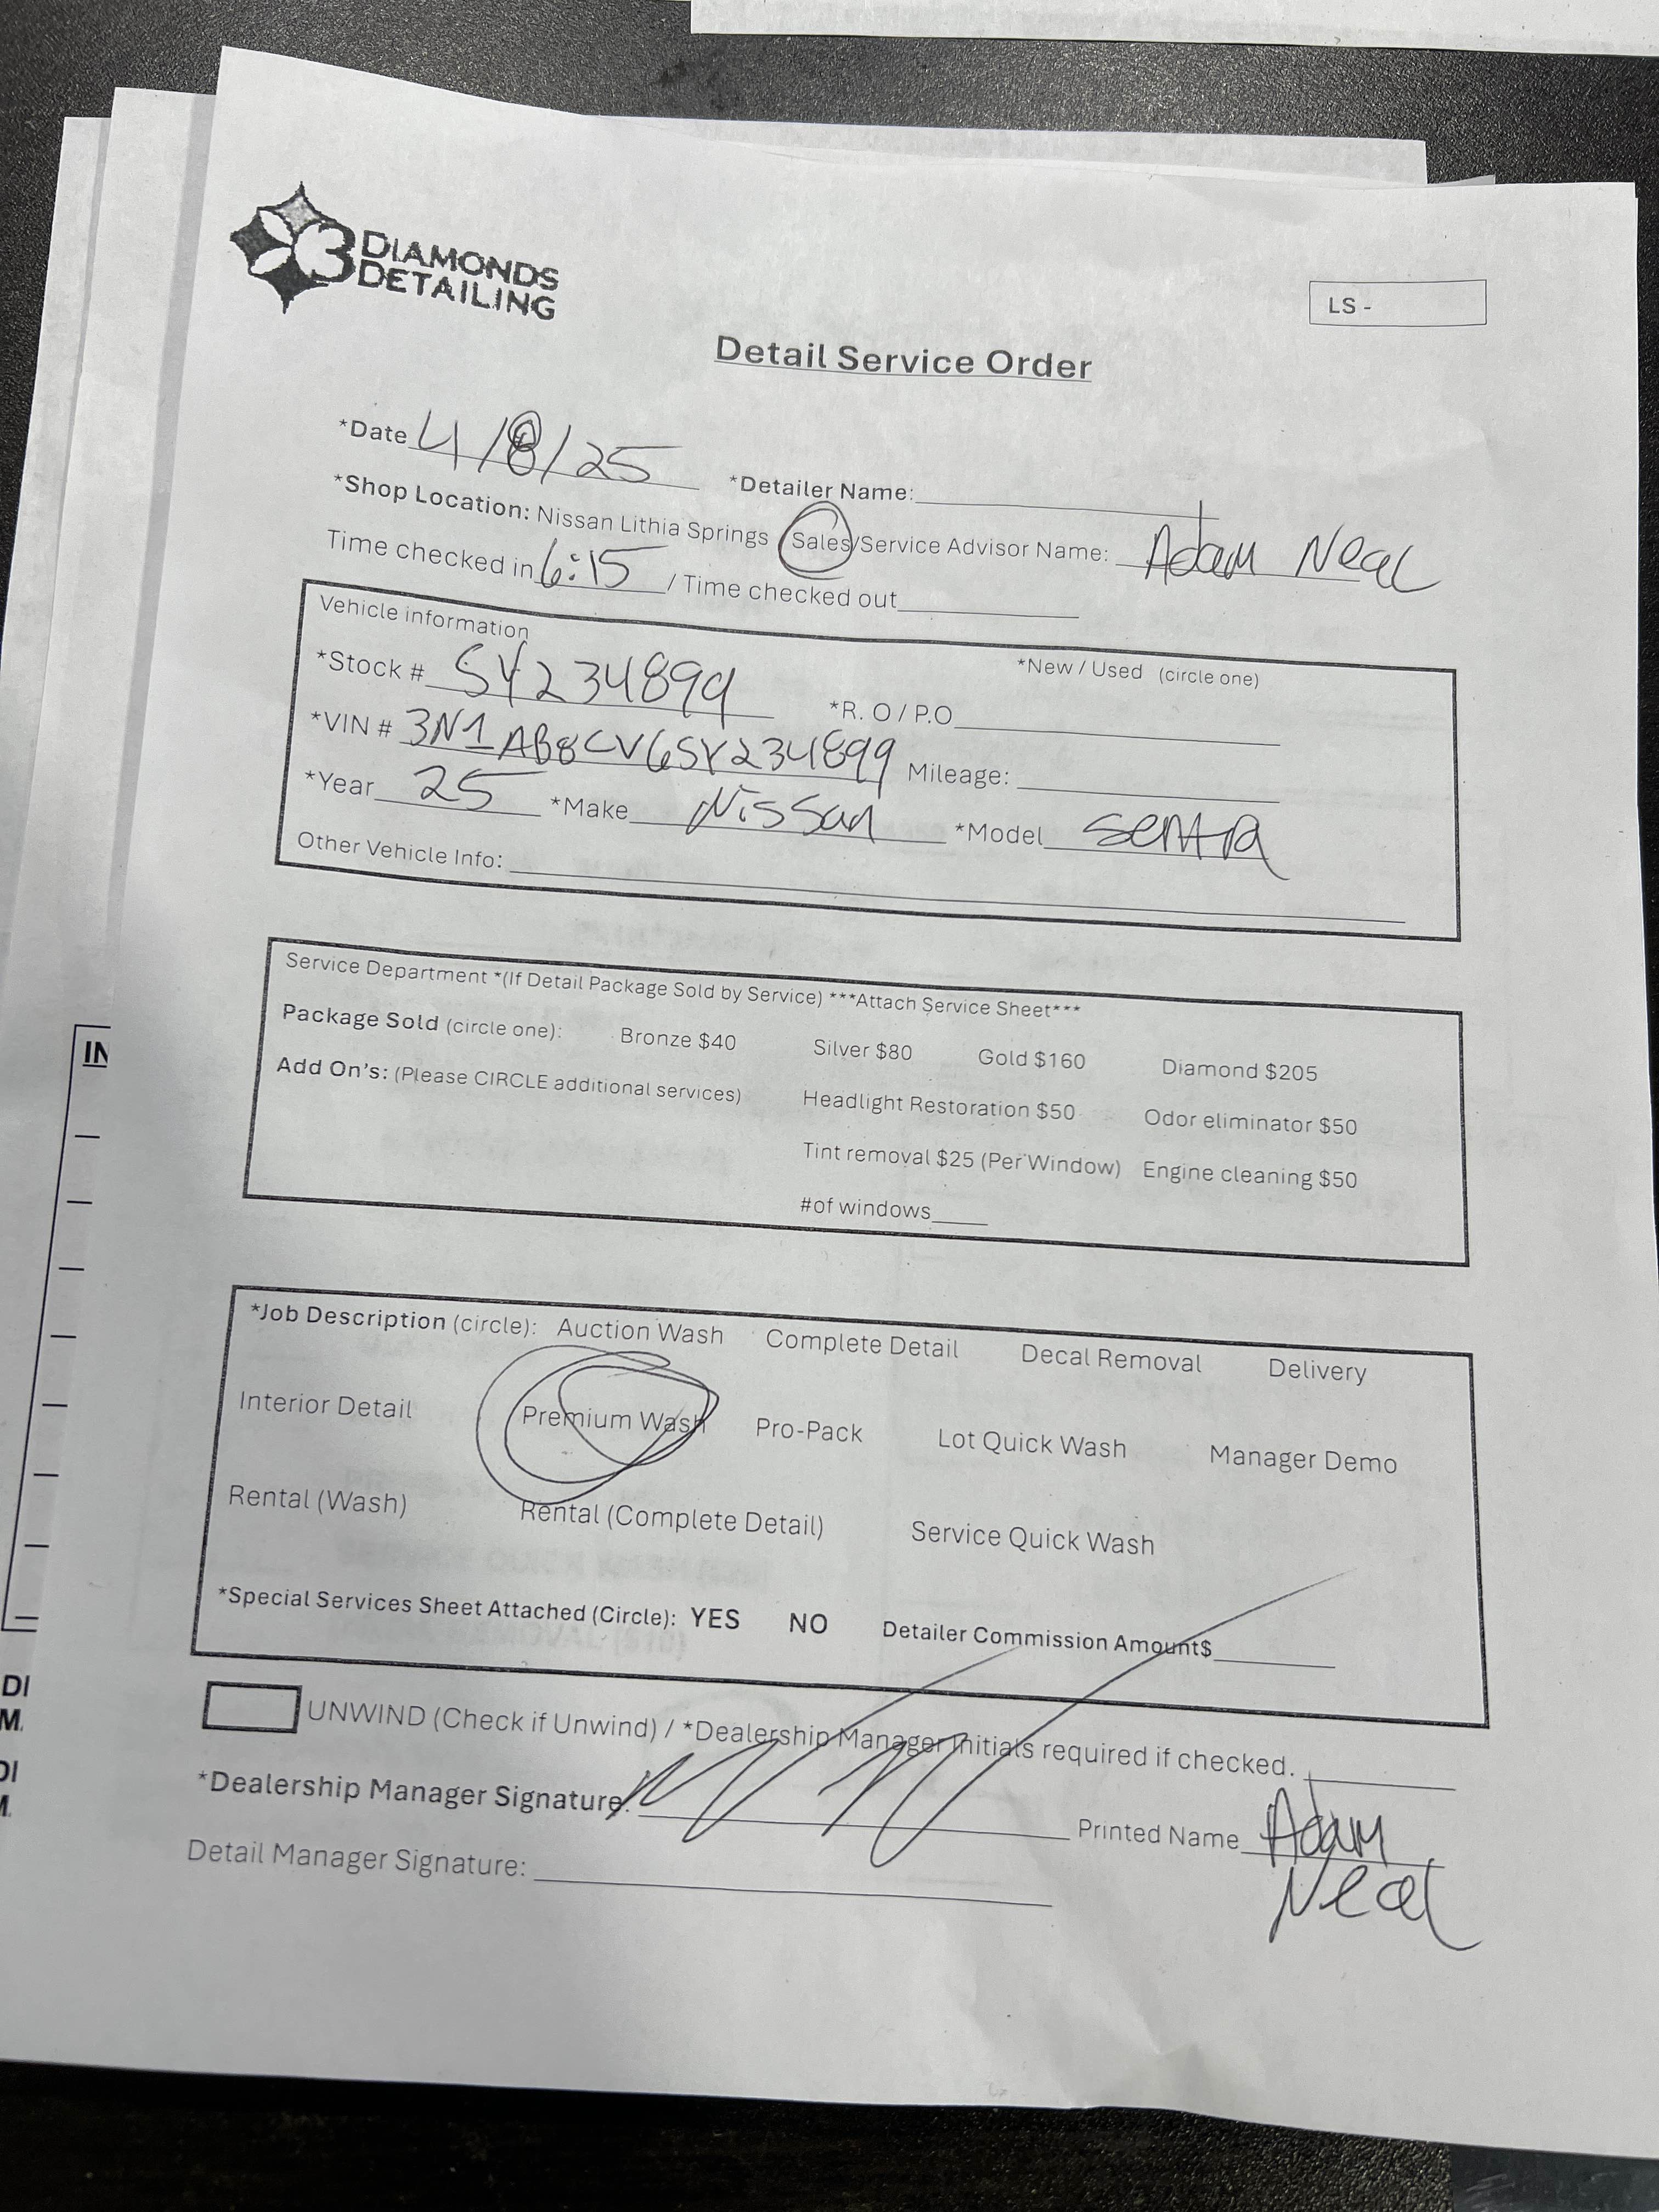 3 DIAMONDS
DETAILING
LS -
Detail Service Order
*Date 4/8/25 *Detailer Name:
*Shop Location: Nissan Lithia Springs Sales/Service Advisor Name: Adam Neal
Time checked in 6:15 / Time checked out
Vehicle information
*New / Used (circle one)
*Stock # SY234899 *R. O / P.O
*VIN # 3N1AB8CV6SY234899 Mileage:
*Year 25 *Make Nissan *Model Sentra
Other Vehicle Info:
Service Department *(If Detail Package Sold by Service) ***Attach Service Sheet***
Package Sold (circle one): Bronze $40 Silver $80 Gold $160 Diamond $205
Add On's: (Please CIRCLE additional services) Headlight Restoration $50 Odor eliminator $50
Tint removal $25 (Per Window) Engine cleaning $50
#of windows
*Job Description (circle): Auction Wash Complete Detail Decal Removal Delivery
Interior Detail Premium Wash Pro-Pack Lot Quick Wash Manager Demo
Rental (Wash) Rental (Complete Detail) Service Quick Wash
*Special Services Sheet Attached (Circle): YES NO Detailer Commission Amount$
UNWIND (Check if Unwind) / *Dealership Manager Initials required if checked.
*Dealership Manager Signature: Printed Name Adam
Neal
Detail Manager Signature: